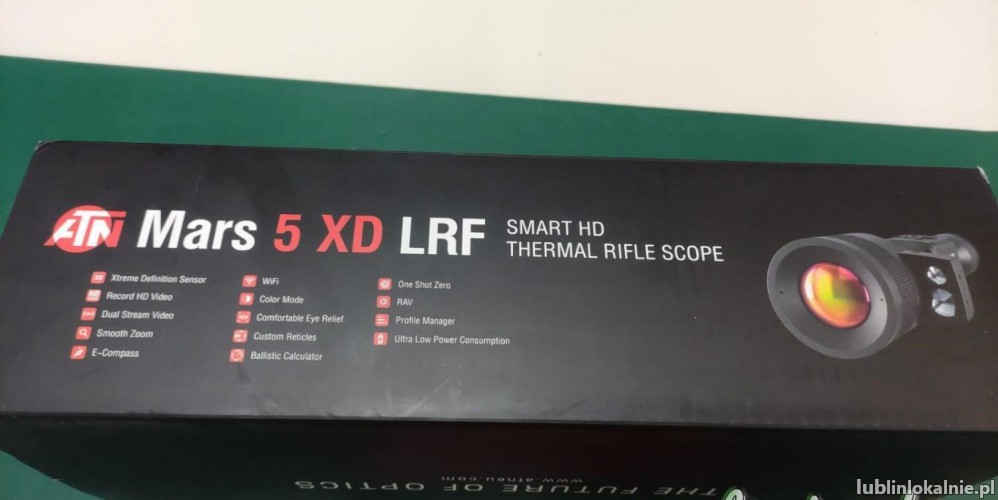 ATN Mars 5 XD LRF
SMART HD
THERMAL RIFLE SCOPE
Xtreme Definition Sensor
Record HD Video
Dual Stream Video
Smooth Zoom
E-Compass
WiFi
Color Mode
Comfortable Eye Relief
Custom Reticles
Ballistic Calculator
One Shot Zero
RAV
Profile Manager
Ultra Low Power Consumption
THE FUTURE OF OPTICS
www.atneu.com
lublinlokalnie.pl